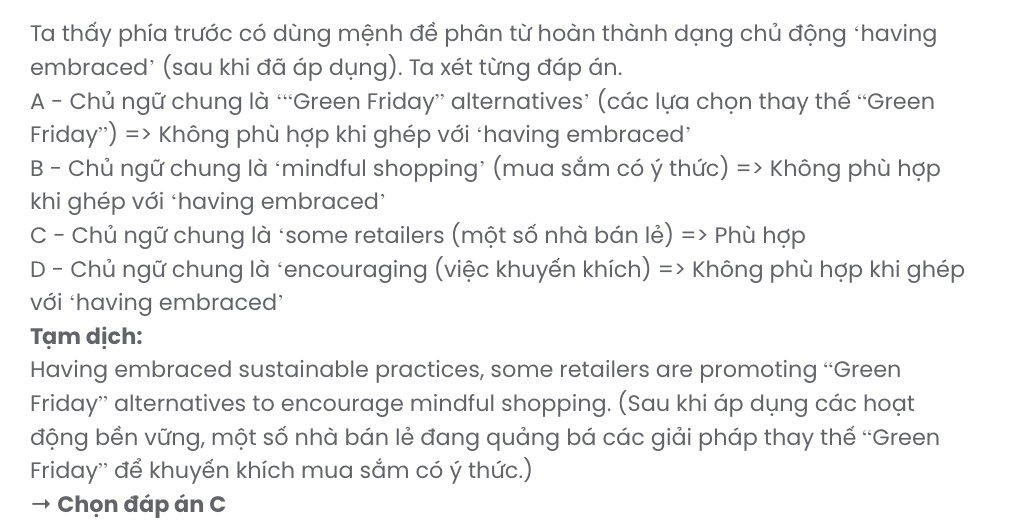 Ta thấy phía trước có dùng mệnh đề phân từ hoàn thành dạng chủ động ‘having
embraced’ (sau khi đã áp dụng). Ta xét từng đáp án.
A - Chủ ngữ chung là ‘“Green Friday” alternatives’ (các lựa chọn thay thế “Green
Friday”) => Không phù hợp khi ghép với ‘having embraced’
B - Chủ ngữ chung là ‘mindful shopping’ (mua sắm có ý thức) => Không phù hợp
khi ghép với ‘having embraced’
C - Chủ ngữ chung là ‘some retailers (một số nhà bán lẻ) => Phù hợp
D - Chủ ngữ chung là ‘encouraging (việc khuyến khích) => Không phù hợp khi ghép
với ‘having embraced’
Tạm dịch:
Having embraced sustainable practices, some retailers are promoting “Green
Friday” alternatives to encourage mindful shopping. (Sau khi áp dụng các hoạt
động bền vững, một số nhà bán lẻ đang quảng bá các giải pháp thay thế “Green
Friday” để khuyến khích mua sắm có ý thức.)
→ Chọn đáp án C